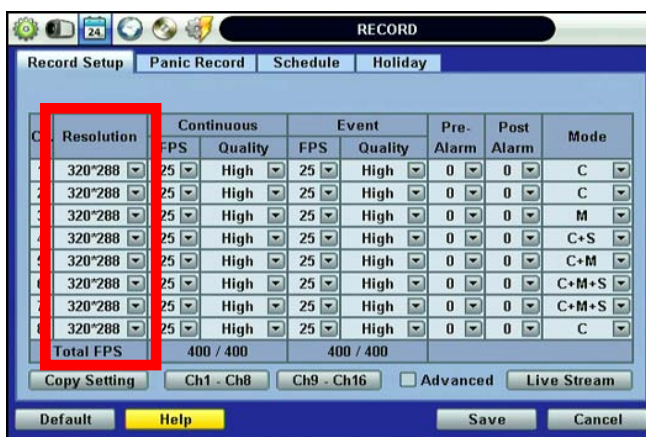 24
RECORD
Record Setup Panic Record Schedule Holiday
Resolution Continuous Event Pre-Alarm Post Alarm Mode
FPS Quality FPS Quality
320*288 25 High 25 High 0 0 C
320*288 25 High 25 High 0 0 C
320*288 25 High 25 High 0 0 M
320*288 25 High 25 High 0 0 C+S
320*288 25 High 25 High 0 0 C+M
320*288 25 High 25 High 0 0 C+M+S
320*288 25 High 25 High 0 0 C+M+S
320*288 25 High 25 High 0 0 C
Total FPS 400 / 400 400 / 400
Copy Setting Ch1 - Ch8 Ch9 - Ch16 Advanced Live Stream
Default Help Save Cancel